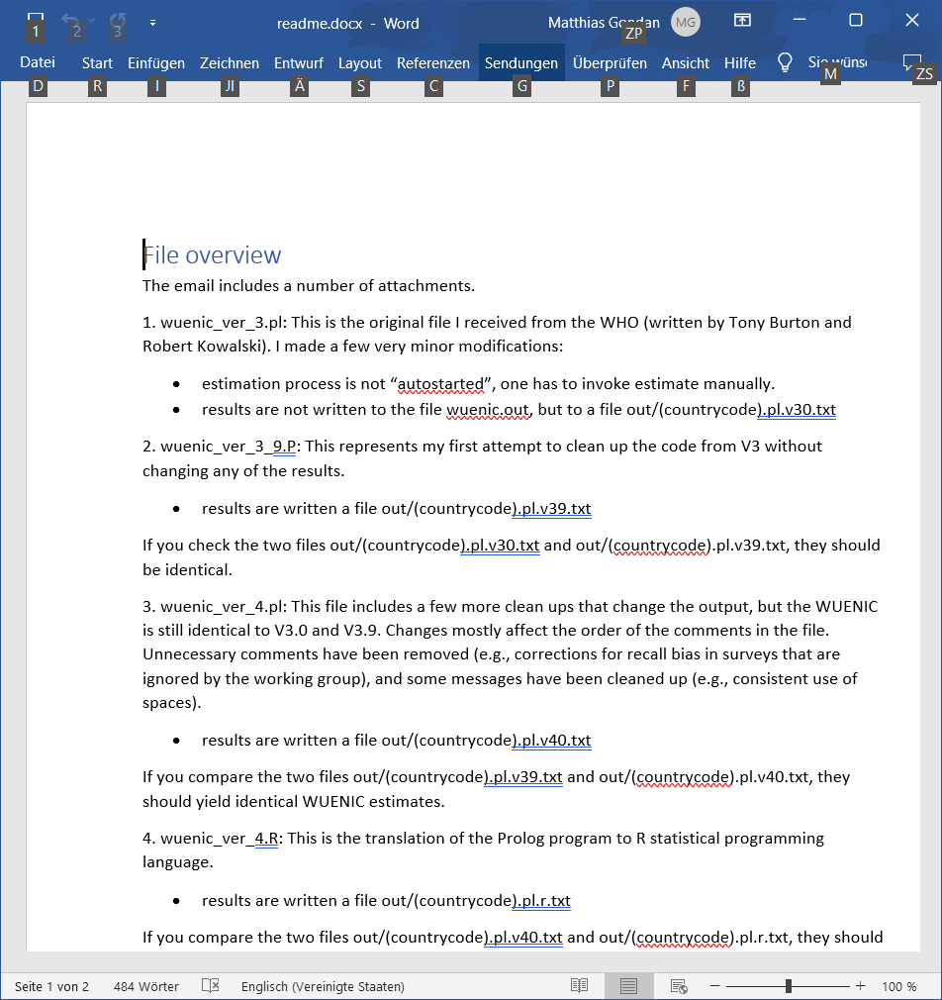 readme.docx - Word
Matthias Gondan
MG
1
2
3
ZP
Datei
Start
Einfügen
Zeichnen
Entwurf
Layout
Referenzen
Sendungen
Überprüfen
Ansicht
Hilfe
D
R
I
JI
Ä
S
C
G
P
F
ß
M
ZS
File overview
The email includes a number of attachments.
1. wuenic_ver_3.pl: This is the original file I received from the WHO (written by Tony Burton and
Robert Kowalski). I made a few very minor modifications:
• estimation process is not “autostarted”, one has to invoke estimate manually.
• results are not written to the file wuenic.out, but to a file out/(countrycode).pl.v30.txt
2. wuenic_ver_3_9.P: This represents my first attempt to clean up the code from V3 without
changing any of the results.
• results are written a file out/(countrycode).pl.v39.txt
If you check the two files out/(countrycode).pl.v30.txt and out/(countrycode).pl.v39.txt, they should
be identical.
3. wuenic_ver_4.pl: This file includes a few more clean ups that change the output, but the WUENIC
is still identical to V3.0 and V3.9. Changes mostly affect the order of the comments in the file.
Unnecessary comments have been removed (e.g., corrections for recall bias in surveys that are
ignored by the working group), and some messages have been cleaned up (e.g., consistent use of
spaces).
• results are written a file out/(countrycode).pl.v40.txt
If you compare the two files out/(countrycode).pl.v39.txt and out/(countrycode).pl.v40.txt, they
should yield identical WUENIC estimates.
4. wuenic_ver_4.R: This is the translation of the Prolog program to R statistical programming
language.
• results are written a file out/(countrycode).pl.r.txt
If you compare the two files out/(countrycode).pl.v40.txt and out/(countrycode).pl.r.txt, they should
Seite 1 von 2
484 Wörter
Englisch (Vereinigte Staaten)
100 %